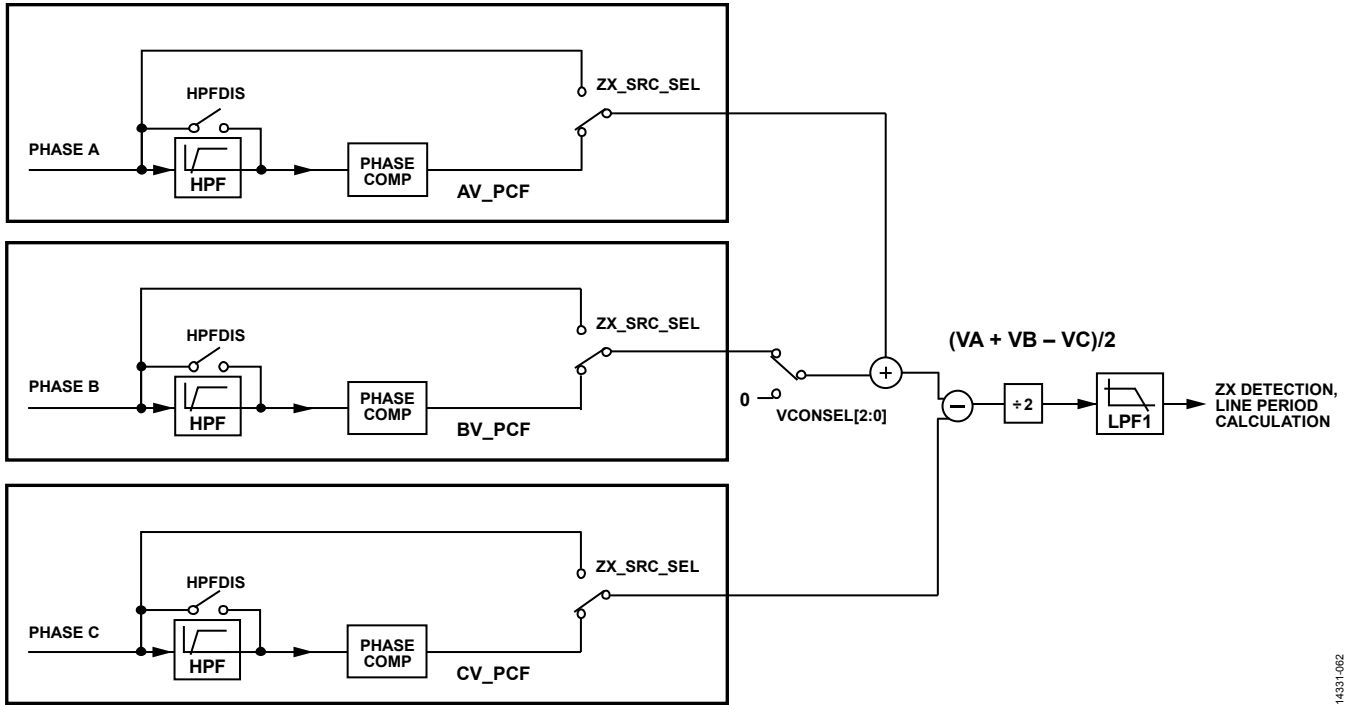 HPFDIS
ZX_SRC_SEL
PHASE A
HPF
PHASE
COMP
AV_PCF
HPFDIS
ZX_SRC_SEL
PHASE B
HPF
PHASE
COMP
BV_PCF
0
VCONSEL[2:0]
+
(VA + VB – VC)/2
–
÷2
LPF1
ZX DETECTION,
LINE PERIOD
CALCULATION
HPFDIS
ZX_SRC_SEL
PHASE C
HPF
PHASE
COMP
CV_PCF
14331-062